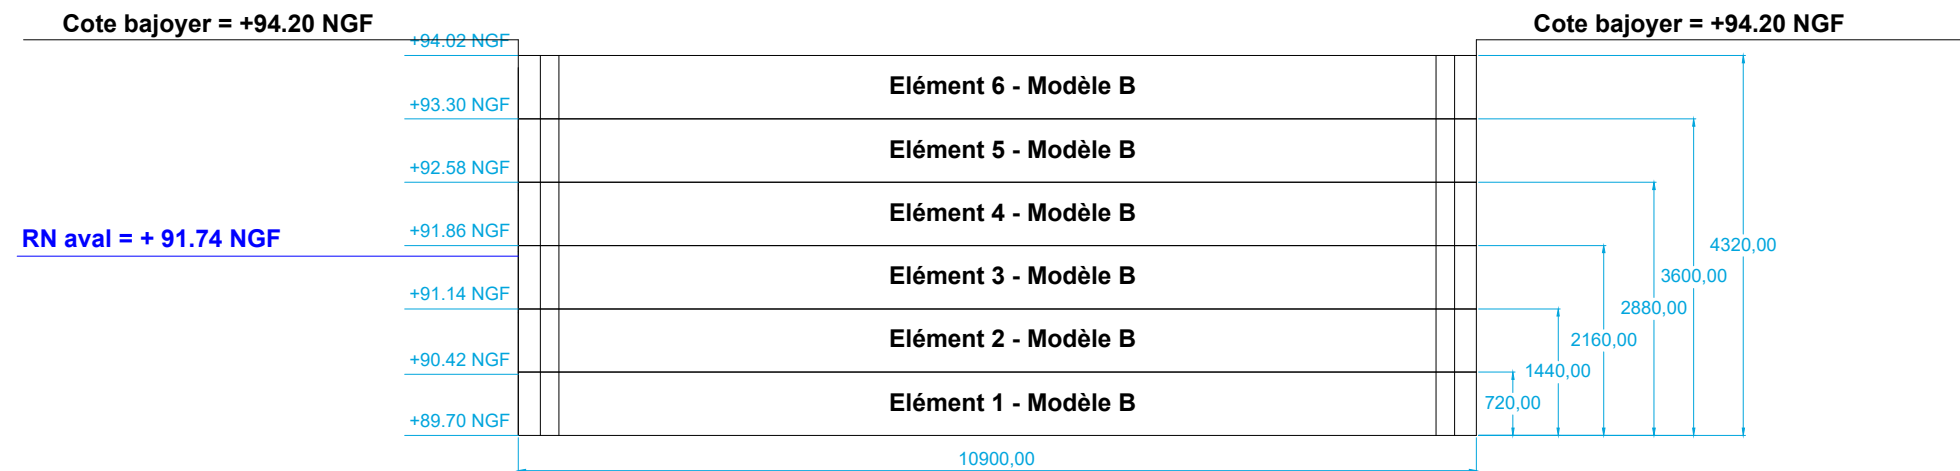 Cote bajoyer = +94.20 NGF
Cote bajoyer = +94.20 NGF
+94.02 NGF
Elément 6 - Modèle B
+93.30 NGF
Elément 5 - Modèle B
+92.58 NGF
Elément 4 - Modèle B
+91.86 NGF
RN aval = + 91.74 NGF
4320,00
Elément 3 - Modèle B
3600,00
+91.14 NGF
2880,00
Elément 2 - Modèle B
2160,00
+90.42 NGF
1440,00
Elément 1 - Modèle B
720,00
+89.70 NGF
10900,00